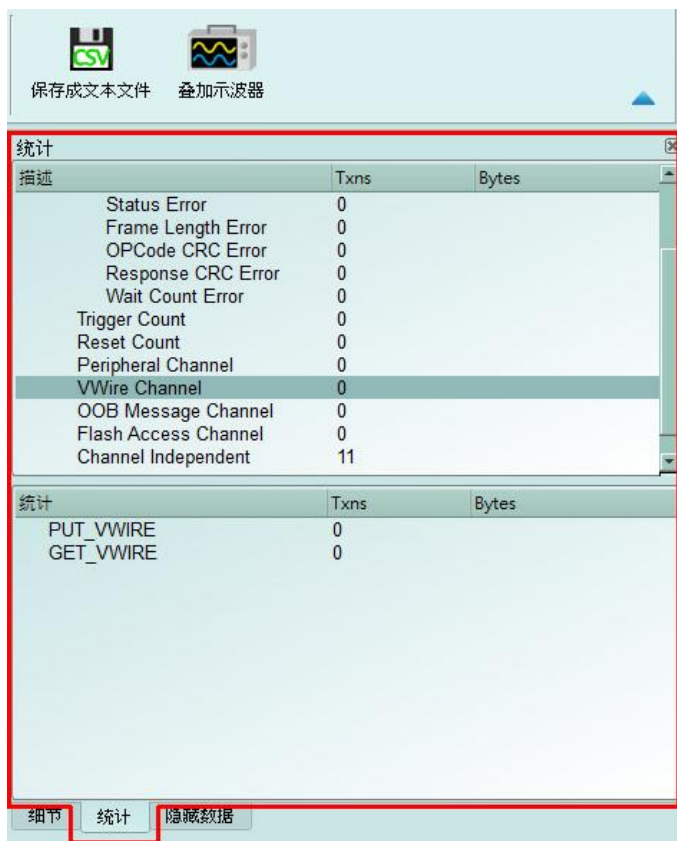 CSV
保存成文本文件 叠加示波器
统计
描述 Txns Bytes
Status Error 0
Frame Length Error 0
OPCode CRC Error 0
Response CRC Error 0
Wait Count Error 0
Trigger Count 0
Reset Count 0
Peripheral Channel 0
VWire Channel 0
OOB Message Channel 0
Flash Access Channel 0
Channel Independent 11
统计 Txns Bytes
PUT_VWIRE 0
GET_VWIRE 0
细节 统计 隐藏数据